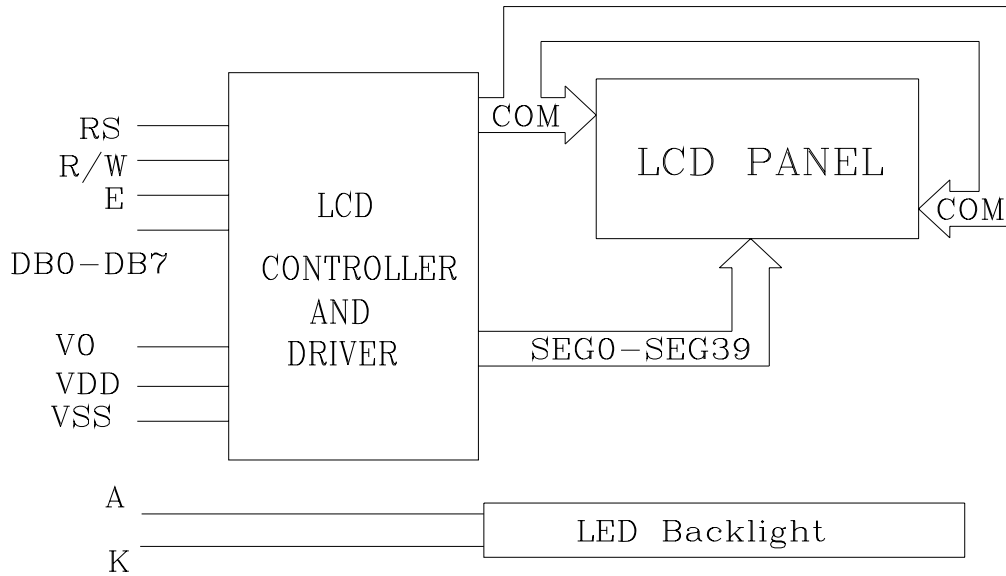 RS
R/W
E
DB0-DB7
V0
VDD
VSS
LCD
CONTROLLER
AND
DRIVER
COM
LCD PANEL
COM
SEG0-SEG39
A
K
LED Backlight